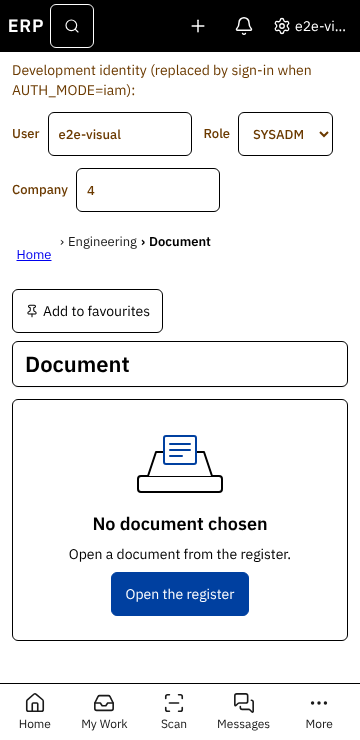 ERP
e2e-vi...
Development identity (replaced by sign-in when
AUTH_MODE=iam):
User e2e-visual Role SYSADM
Company 4
Home › Engineering › Document
Add to favourites
Document
No document chosen
Open a document from the register.
Open the register
Home My Work Scan Messages More